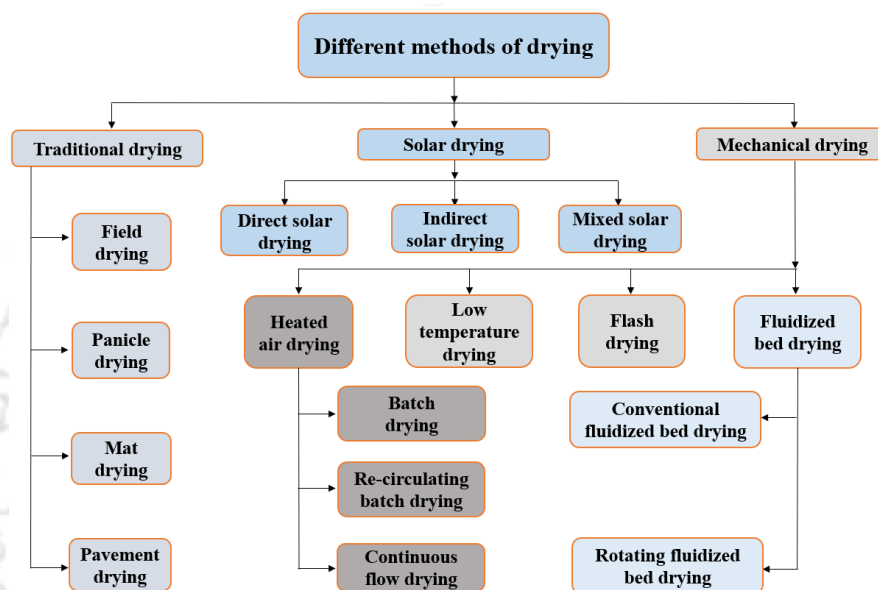 Different methods of drying
Traditional drying
Solar drying
Mechanical drying
Direct solar
drying
Indirect
solar drying
Mixed solar
drying
Field
drying
Panicle
drying
Mat
drying
Pavement
drying
Heated
air drying
Low
temperature
drying
Flash
drying
Fluidized
bed drying
Batch
drying
Re-circulating
batch drying
Continuous
flow drying
Conventional
fluidized bed drying
Rotating fluidized
bed drying